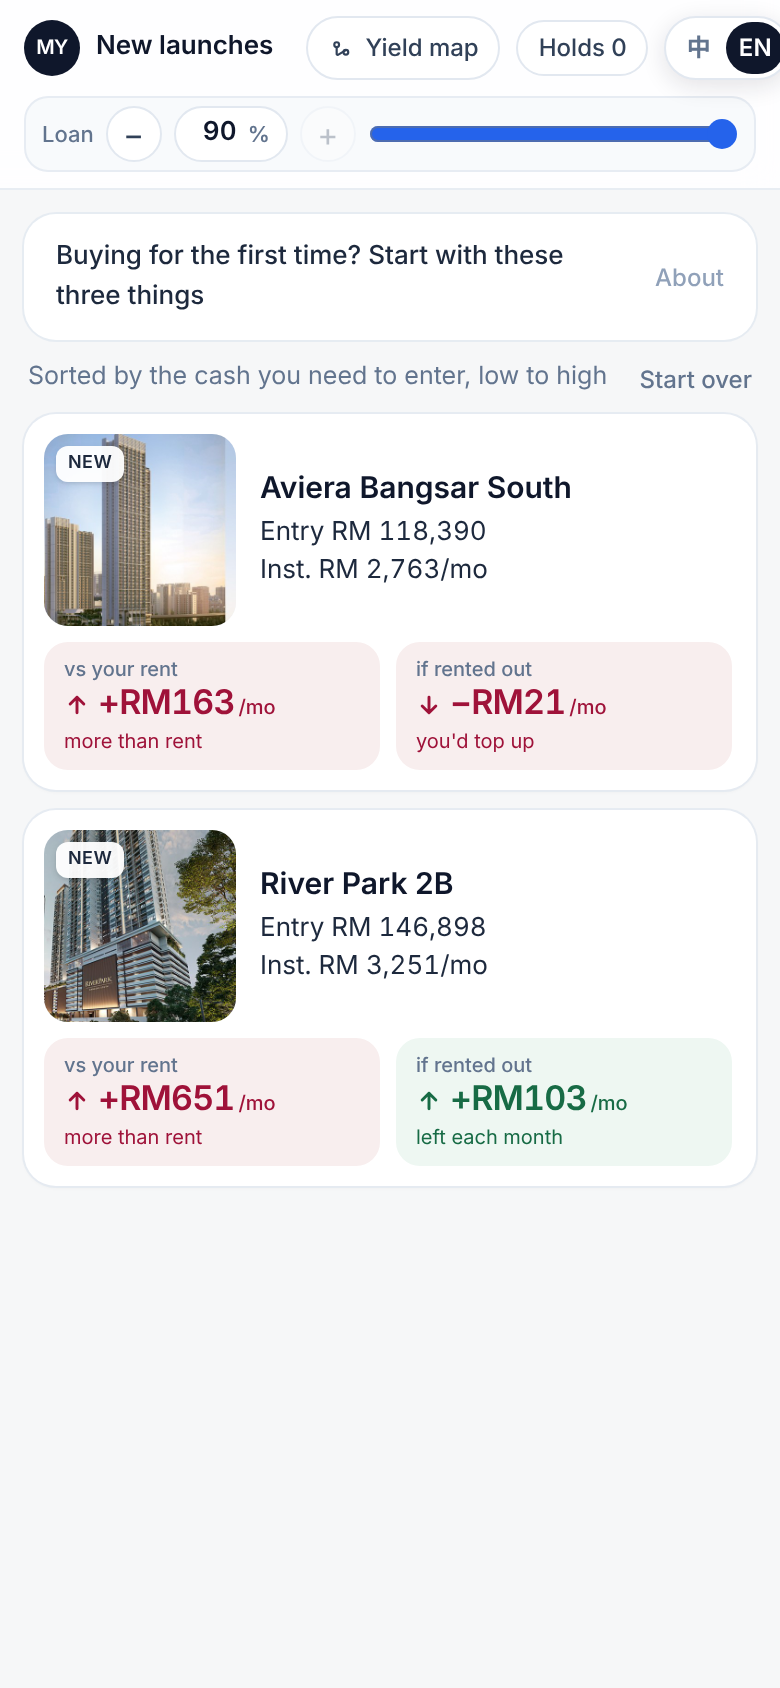 MY New launches Yield map Holds 0 中 EN
Loan − 90 % +
Buying for the first time? Start with these
three things
About
Sorted by the cash you need to enter, low to high Start over
NEW
Aviera Bangsar South
Entry RM 118,390
Inst. RM 2,763/mo
vs your rent
↑ +RM163 /mo
more than rent
if rented out
↓ −RM21 /mo
you'd top up
NEW
RIVER PARK
River Park 2B
Entry RM 146,898
Inst. RM 3,251/mo
vs your rent
↑ +RM651 /mo
more than rent
if rented out
↑ +RM103 /mo
left each month